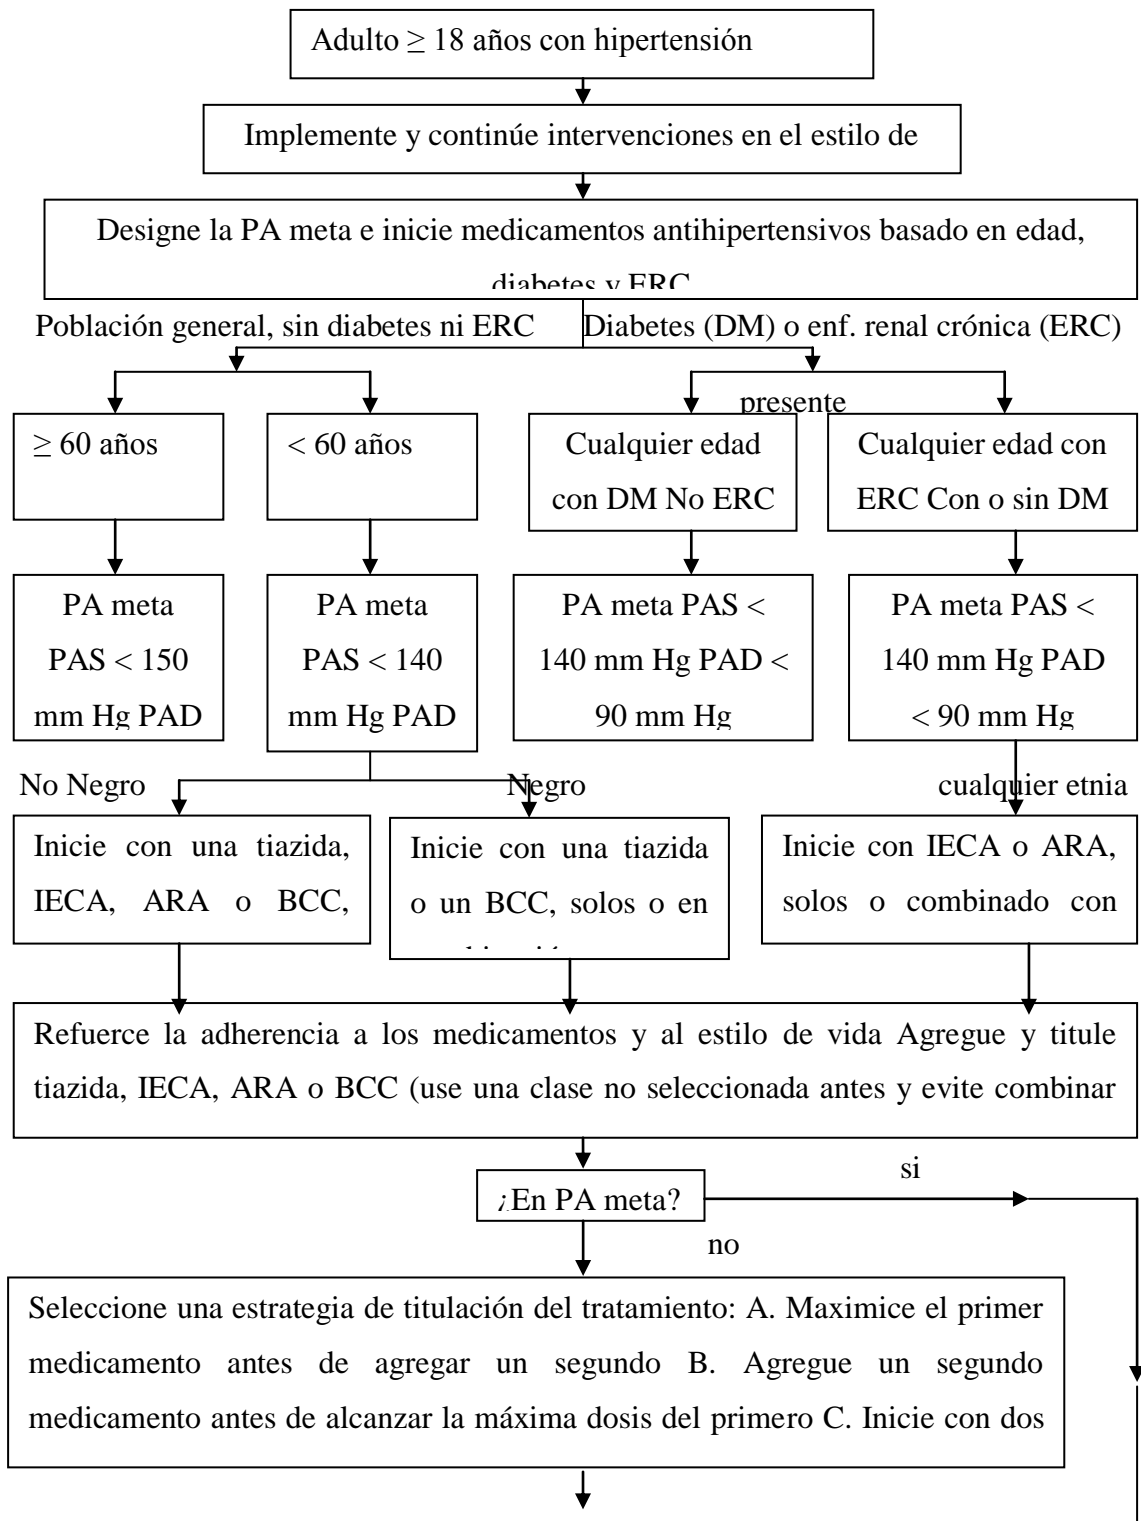 Adulto ≥ 18 años con hipertensión
Implemente y continúe intervenciones en el estilo de
Designe la PA meta e inicie medicamentos antihipertensivos basado en edad,
diabetes y ERC
Población general, sin diabetes ni ERC
Diabetes (DM) o enf. renal crónica (ERC)
presente
≥ 60 años
< 60 años
Cualquier edad
con DM No ERC
Cualquier edad con
ERC Con o sin DM
PA meta
PAS < 150
mm Hg PAD
PA meta
PAS < 140
mm Hg PAD
PA meta PAS <
140 mm Hg PAD <
90 mm Hg
PA meta PAS <
140 mm Hg PAD
< 90 mm Hg
No Negro
Negro
cualquier etnia
Inicie con una tiazida,
IECA, ARA o BCC,
Inicie con una tiazida
o un BCC, solos o en
Inicie con IECA o ARA,
solos o combinado con
Refuerce la adherencia a los medicamentos y al estilo de vida Agregue y titule
tiazida, IECA, ARA o BCC (use una clase no seleccionada antes y evite combinar
¿En PA meta?
si
no
Seleccione una estrategia de titulación del tratamiento: A. Maximice el primer
medicamento antes de agregar un segundo B. Agregue un segundo
medicamento antes de alcanzar la máxima dosis del primero C. Inicie con dos